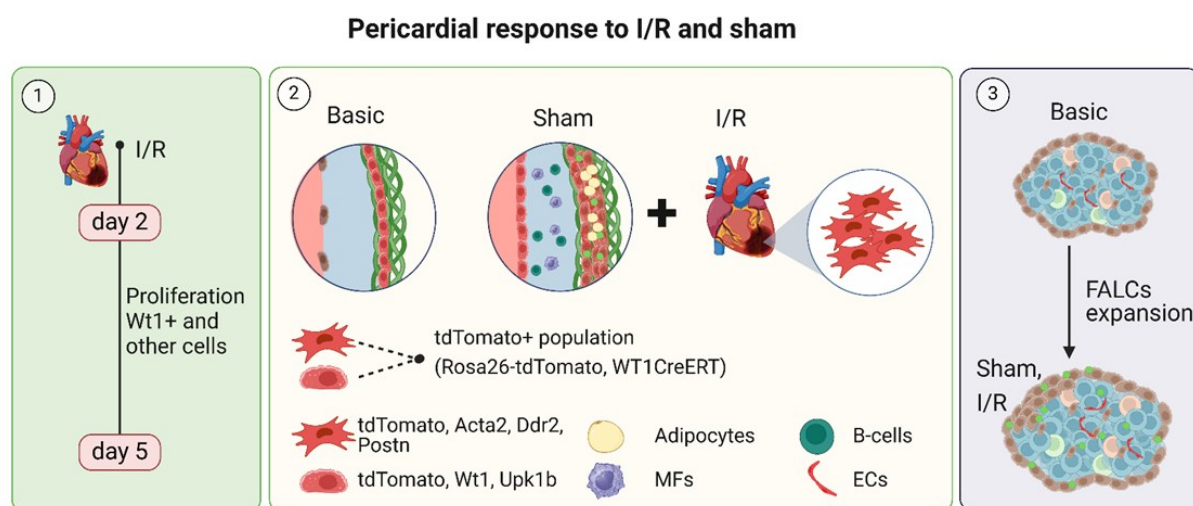 Pericardial response to I/R and sham
1
I/R
day 2
Proliferation
Wt1+ and
other cells
day 5
2
Basic
Sham
I/R
tdTomato+ population
(Rosa26-tdTomato, WT1CreERT)
tdTomato, Acta2, Ddr2,
Postn
tdTomato, Wt1, Upk1b
Adipocytes
MFs
B-cells
ECs
3
Basic
FALCs
expansion
Sham,
I/R